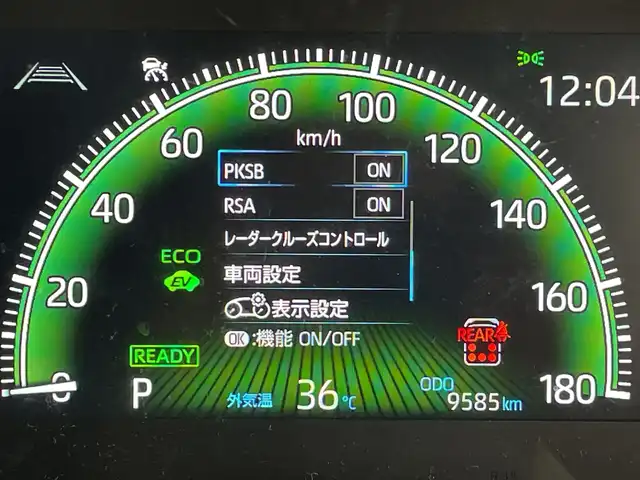 12:04
80 100
km/h
60 120
PKSB ON
RSA ON
40 140
レーダークルーズコントロール
ECO
EV
車両設定
20 160
表示設定
OK:機能 ON/OFF
REAR
READY
0 180
P 外気温 36℃ ODO 9585km